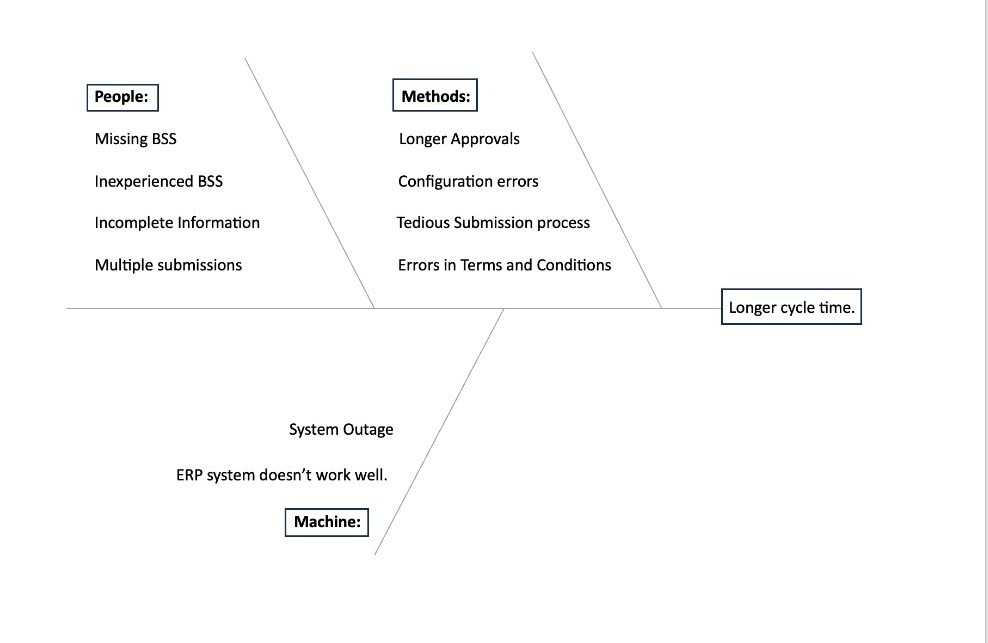 People:
Missing BSS
Inexperienced BSS
Incomplete Information
Multiple submissions
Methods:
Longer Approvals
Configuration errors
Tedious Submission process
Errors in Terms and Conditions
Longer cycle time.
System Outage
ERP system doesn’t work well.
Machine: